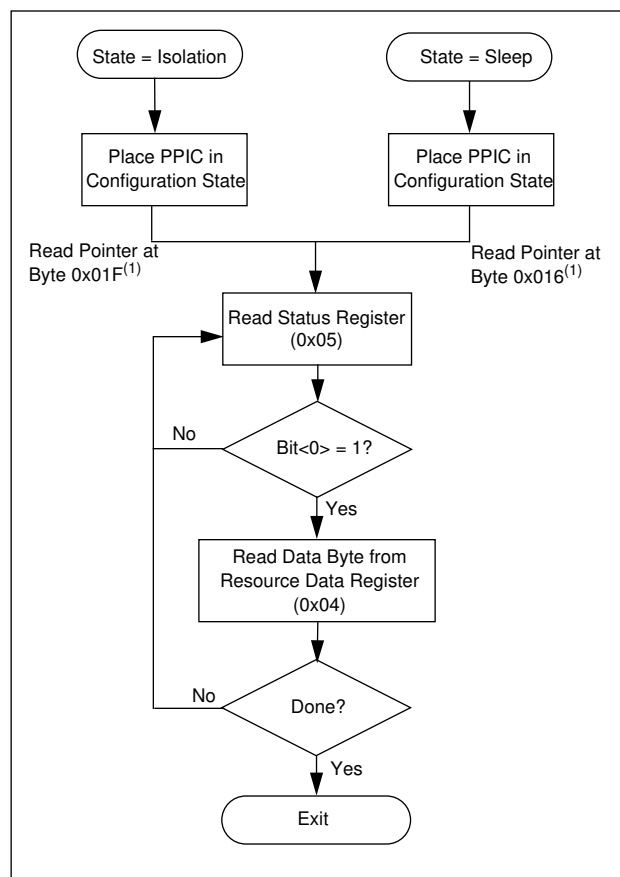 State = Isolation
State = Sleep
Place PPIC in
Configuration State
Place PPIC in
Configuration State
Read Pointer at
Byte 0x01F(1)
Read Pointer at
Byte 0x016(1)
Read Status Register
(0x05)
No
Bit<0> = 1?
Yes
Read Data Byte from
Resource Data Register
(0x04)
No
Done?
Yes
Exit